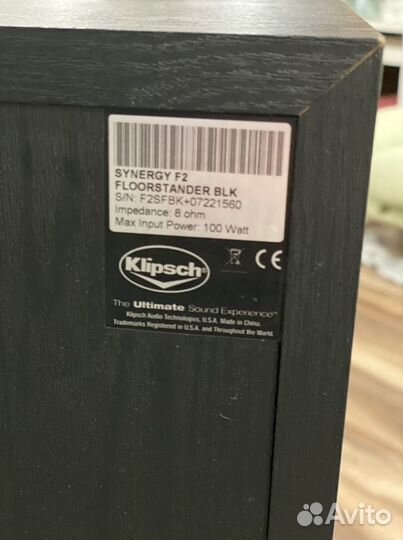 SYNERGY F2
FLOORSTANDER BLK
S/N: F2SFBK+07221560
Impedance: 8 ohm
Max Input Power: 100 Watt
Klipsch®
CE
The Ultimate Sound Experience™
Klipsch Audio Technologies, U.S.A. Made in China.
Trademarks Registered in U.S.A. and Throughout the World.
Avito